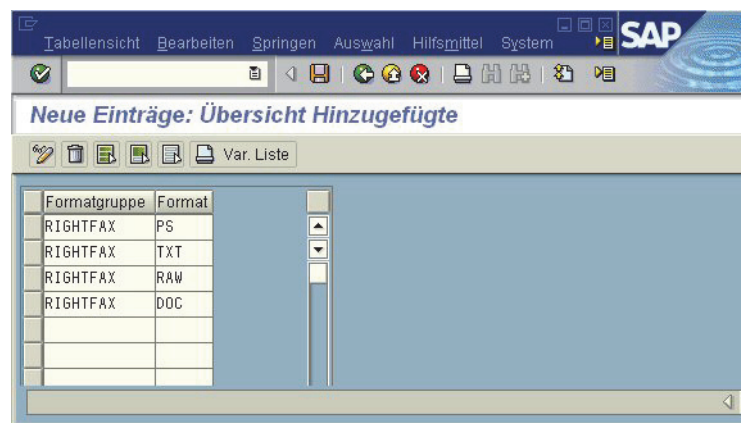 Tabellensicht Bearbeiten Springen Auswahl Hilfsmittel System SAP
Neue Einträge: Übersicht Hinzugefügte
Var. Liste
Formatgruppe Format
RIGHTFAX PS
RIGHTFAX TXT
RIGHTFAX RAW
RIGHTFAX DOC